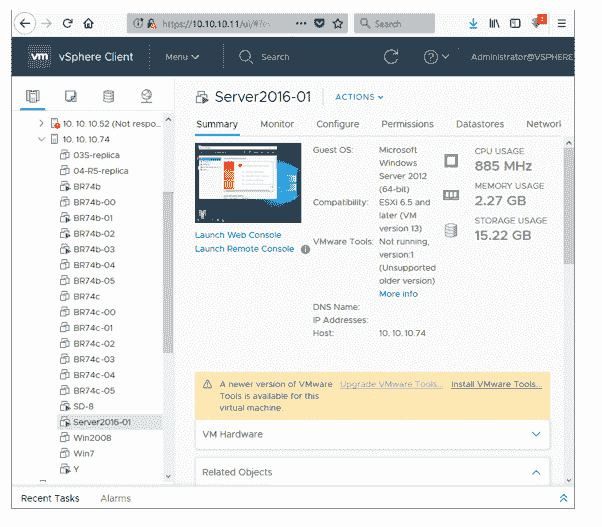 https://10.10.10.11/ui/#?
Search
vm vSphere Client
Menu
Search
Administrator@VSPHERE
10.10.10.52 (Not respo...
10.10.10.74
03S-replica
04-R5-replica
BR74b
BR74b-00
BR74b-01
BR74b-02
BR74b-03
BR74b-04
BR74b-05
BR74c
BR74c-00
BR74c-01
BR74c-02
BR74c-03
BR74c-04
BR74c-05
SD-8
Server2016-01
Win2008
Win7
Y
Server2016-01
ACTIONS
Summary Monitor Configure Permissions Datastores Network
Launch Web Console
Launch Remote Console
Guest OS: Microsoft
Windows
Server 2012
(64-bit)
Compatibility: ESXi 6.5 and
later (VM
version 13)
VMware Tools: Not running,
version:1
(Unsupported
older version)
More info
DNS Name:
IP Addresses:
Host: 10.10.10.74
CPU USAGE
885 MHz
MEMORY USAGE
2.27 GB
STORAGE USAGE
15.22 GB
A newer version of VMware
Tools is available for this
virtual machine.
Upgrade VMware Tools... Install VMware Tools...
VM Hardware
Related Objects
Recent Tasks Alarms